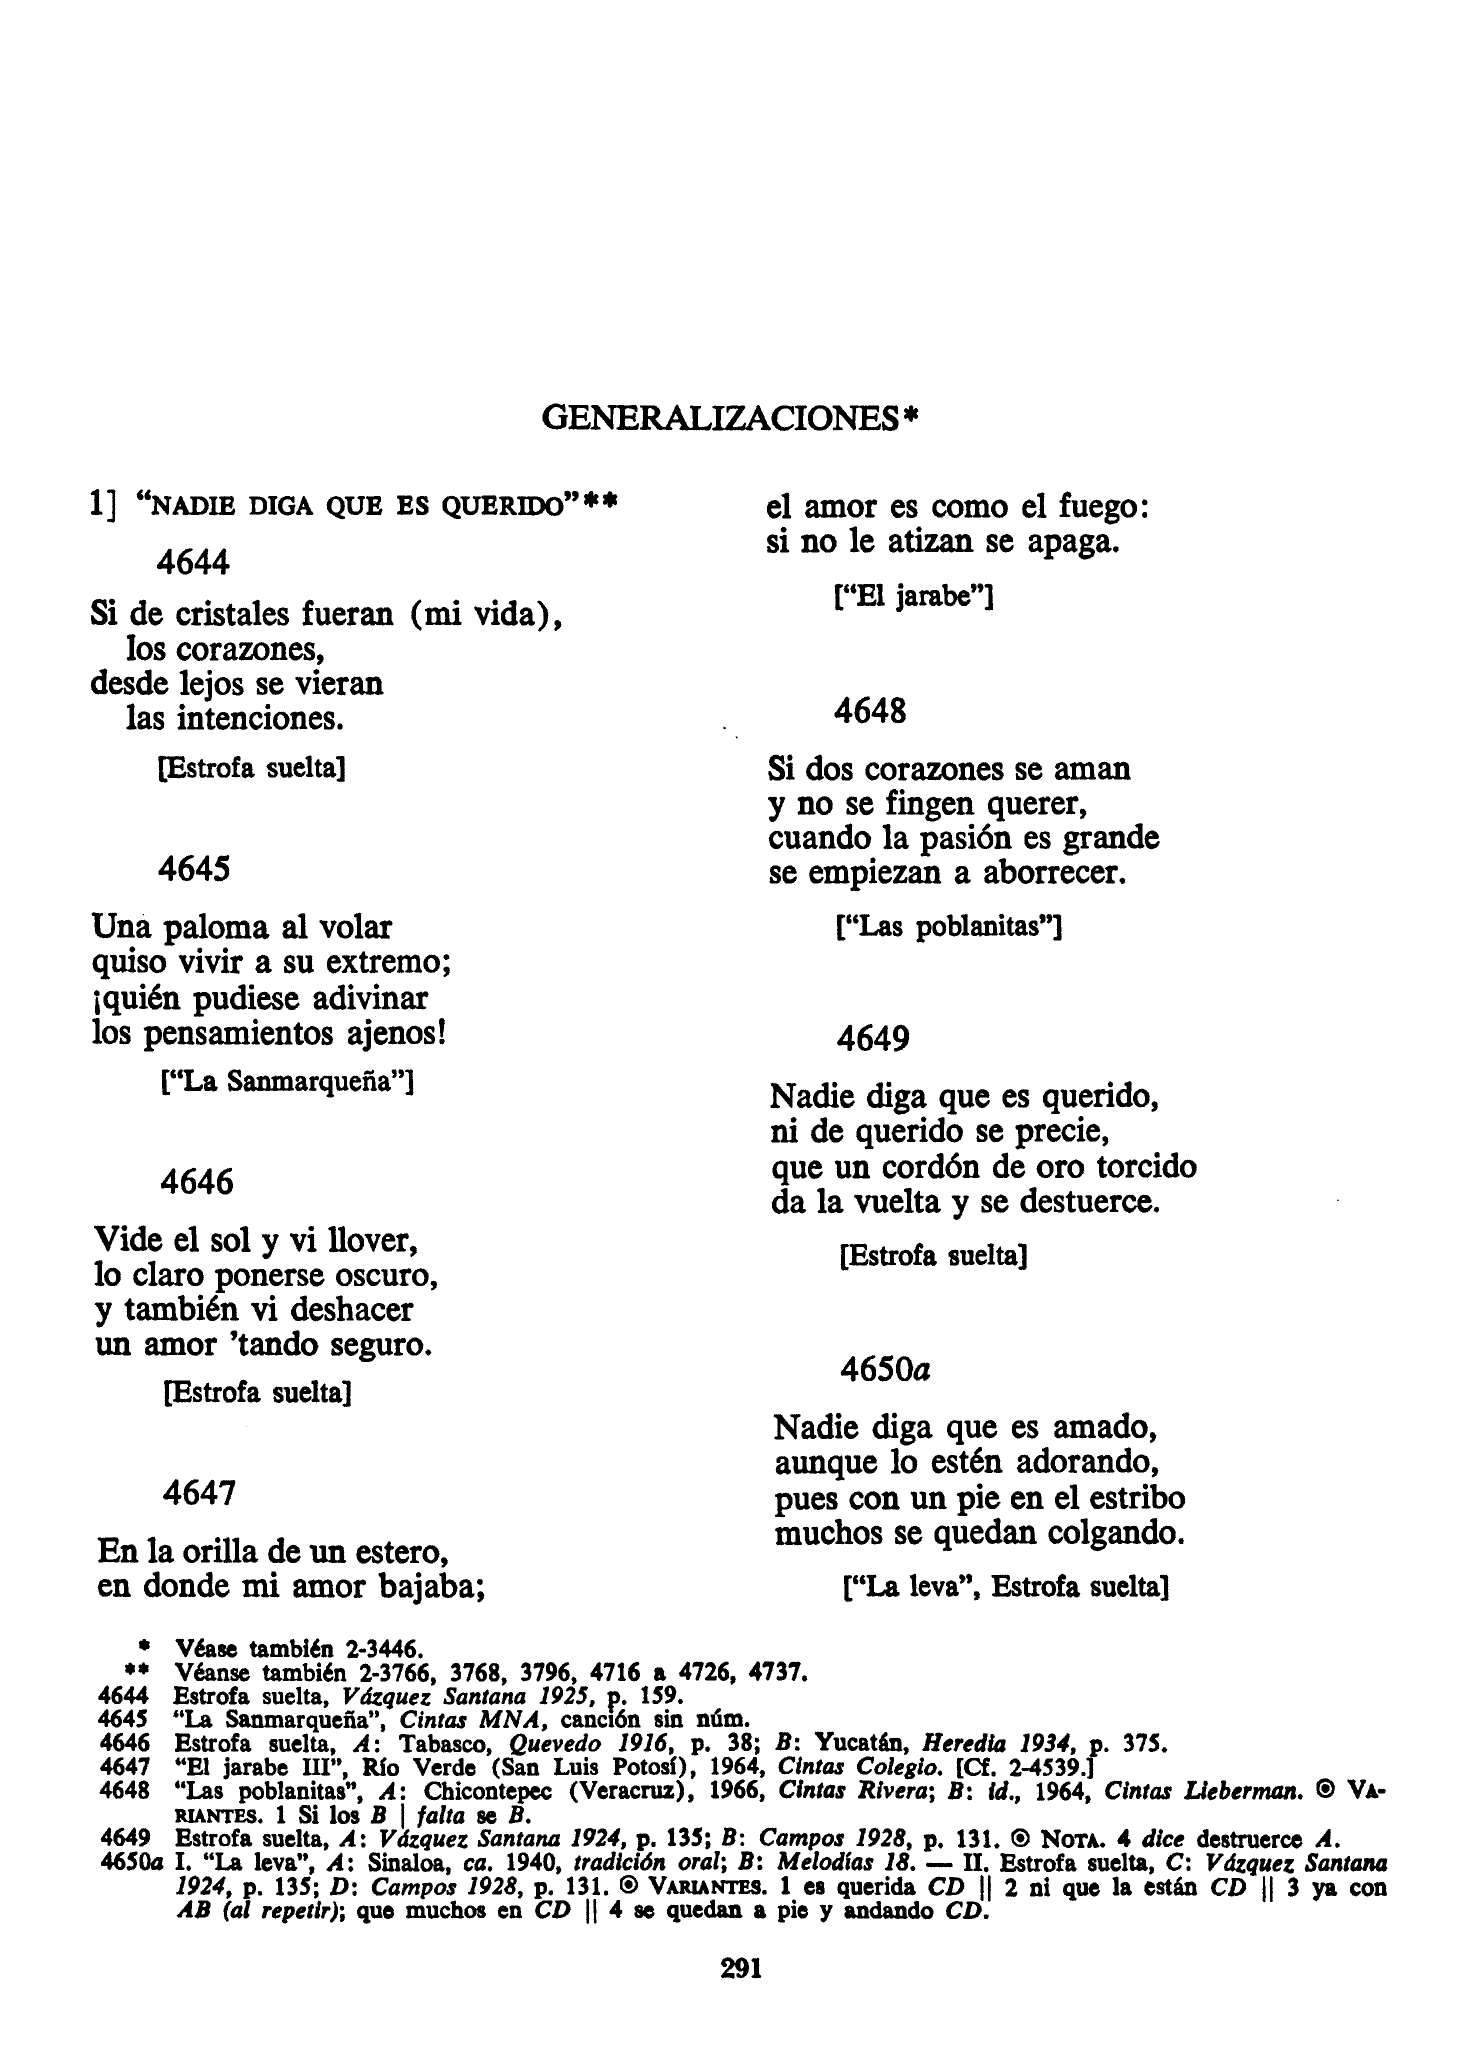 GENERALIZACIONES*
1] “NADIE DIGA QUE ES QUERIDO”**
4644
Si de cristales fueran (mi vida),
los corazones,
desde lejos se vieran
las intenciones.
[Estrofa suelta]
4645
Una paloma al volar
quiso vivir a su extremo;
¡quién pudiese adivinar
los pensamientos ajenos!
[“La Sanmarqueña”]
4646
Vide el sol y vi llover,
lo claro ponerse oscuro,
y también vi deshacer
un amor ’tando seguro.
[Estrofa suelta]
4647
En la orilla de un estero,
en donde mi amor bajaba;
el amor es como el fuego:
si no le atizan se apaga.
[“El jarabe”]
4648
Si dos corazones se aman
y no se fingen querer,
cuando la pasión es grande
se empiezan a aborrecer.
[“Las poblanitas”]
4649
Nadie diga que es querido,
ni de querido se precie,
que un cordón de oro torcido
da la vuelta y se destuerce.
[Estrofa suelta]
4650a
Nadie diga que es amado,
aunque lo estén adorando,
pues con un pie en el estribo
muchos se quedan colgando.
[“La leva”, Estrofa suelta]
* Véase también 2-3446.
** Véanse también 2-3766, 3768, 3796, 4716 a 4726, 4737.
4644 Estrofa suelta, Vázquez Santana 1925, p. 159.
4645 “La Sanmarqueña”, Cintas MNA, canción sin núm.
4646 Estrofa suelta, A: Tabasco, Quevedo 1916, p. 38; B: Yucatán, Heredia 1934, p. 375.
4647 “El jarabe III”, Río Verde (San Luis Potosí), 1964, Cintas Colegio. [Cf. 2-4539.]
4648 “Las poblanitas”, A: Chicontepec (Veracruz), 1966, Cintas Rivera; B: id., 1964, Cintas Lieberman. ⊙ VA-
RIANTES. 1 Si los B | falta se B.
4649 Estrofa suelta, A: Vázquez Santana 1924, p. 135; B: Campos 1928, p. 131. ⊙ NOTA. 4 dice destruerce A.
4650a I. “La leva”, A: Sinaloa, ca. 1940, tradición oral; B: Melodías 18. — II. Estrofa suelta, C: Vázquez Santana
1924, p. 135; D: Campos 1928, p. 131. ⊙ VARIANTES. 1 es querida CD || 2 ni que la están CD || 3 ya con
AB (al repetir); que muchos en CD || 4 se quedan a pie y andando CD.
291